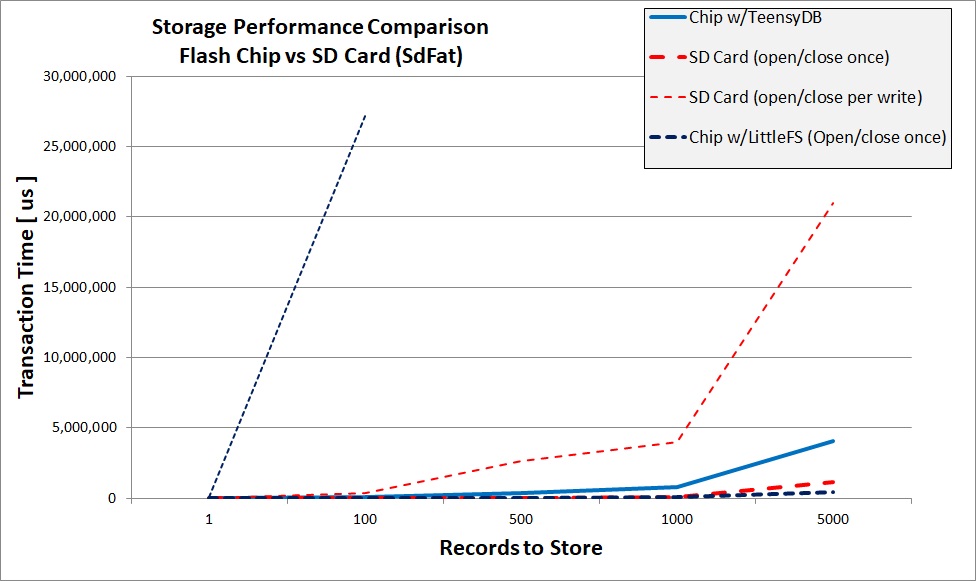 Storage Performance Comparison
Flash Chip vs SD Card (SdFat)
Chip w/TeensyDB
SD Card (open/close once)
SD Card (open/close per write)
Chip w/LittleFS (Open/close once)
Transaction Time [ us ]
30,000,000
25,000,000
20,000,000
15,000,000
10,000,000
5,000,000
0
1 100 500 1000 5000
Records to Store